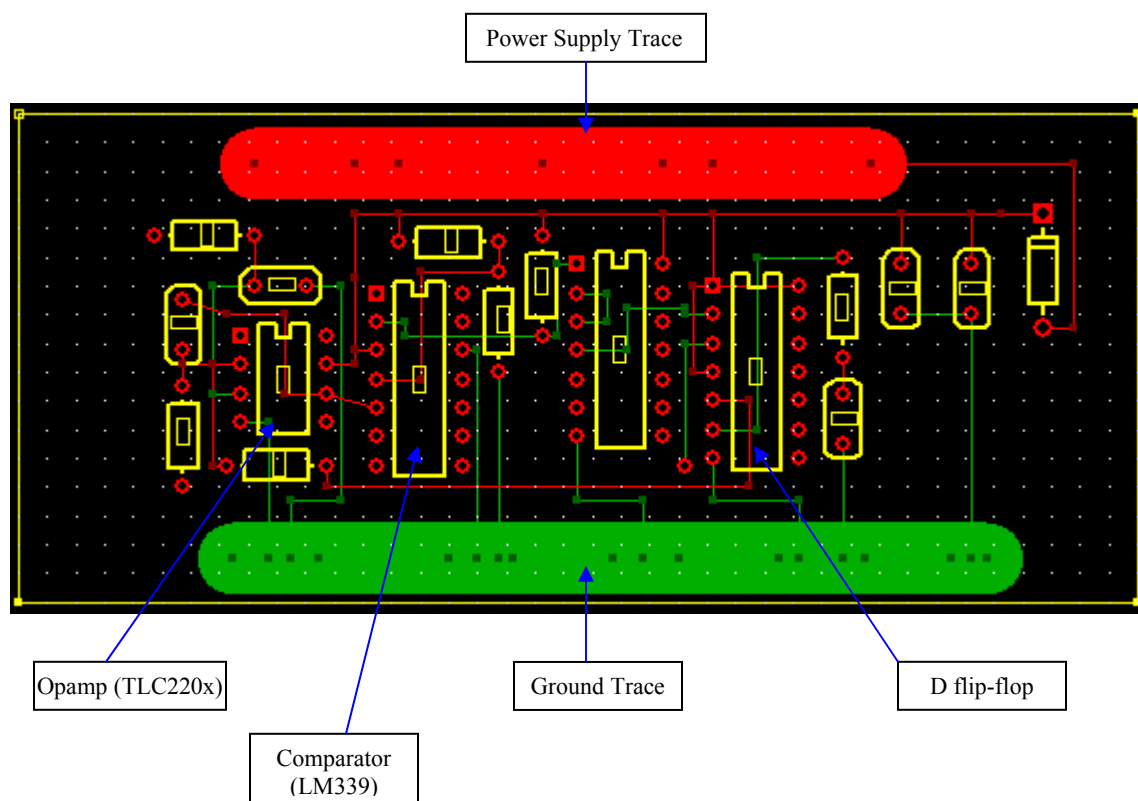 Power Supply Trace
Opamp (TLC220x)
Ground Trace
D flip-flop
Comparator
(LM339)